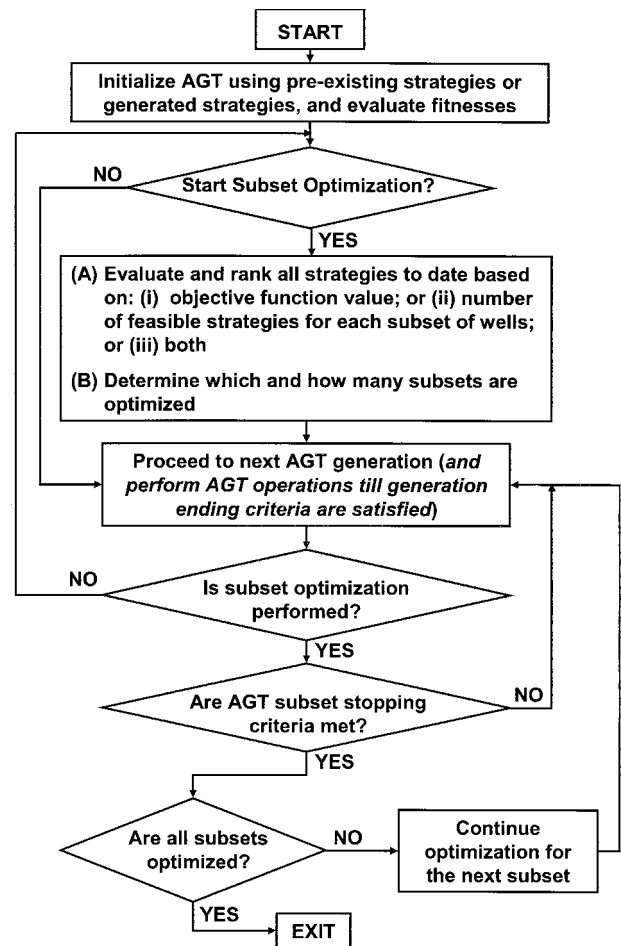 START
Initialize AGT using pre-existing strategies or
generated strategies, and evaluate fitnesses
NO
Start Subset Optimization?
YES
(A) Evaluate and rank all strategies to date based
on: (i) objective function value; or (ii) number
of feasible strategies for each subset of wells;
or (iii) both
(B) Determine which and how many subsets are
optimized
Proceed to next AGT generation (and
perform AGT operations till generation
ending criteria are satisfied)
NO
Is subset optimization
performed?
YES
Are AGT subset stopping
criteria met?
NO
YES
Are all subsets
optimized?
NO
Continue
optimization for
the next subset
YES
EXIT